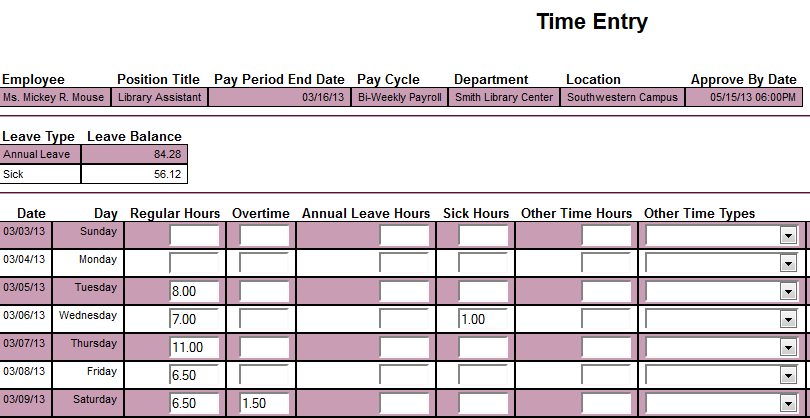 Time Entry
Employee Position Title Pay Period End Date Pay Cycle Department Location Approve By Date
Ms. Mickey R. Mouse Library Assistant 03/16/13 Bi-Weekly Payroll Smith Library Center Southwestern Campus 05/15/13 06:00PM
Leave Type Leave Balance
Annual Leave 84.28
Sick 56.12
Date Day Regular Hours Overtime Annual Leave Hours Sick Hours Other Time Hours Other Time Types
03/03/13 Sunday
03/04/13 Monday
03/05/13 Tuesday 8.00
03/06/13 Wednesday 7.00 1.00
03/07/13 Thursday 11.00
03/08/13 Friday 6.50
03/09/13 Saturday 6.50 1.50